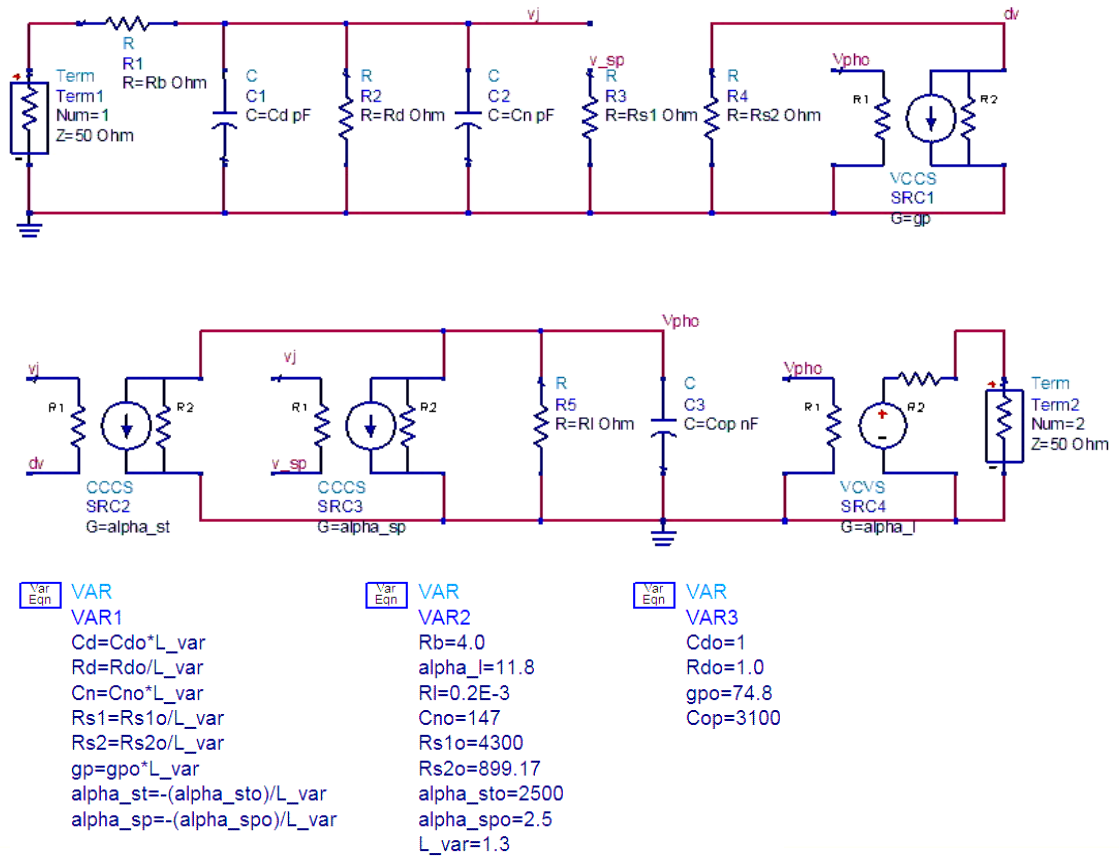 vj
dv
R
R1
R=Rb Ohm
Term
Term1
Num=1
Z=50 Ohm
+
-
C
C1
C=Cd pF
R
R2
R=Rd Ohm
C
C2
C=Cn pF
v_sp
R
R3
R=Rs1 Ohm
R
R4
R=Rs2 Ohm
Vpho
R1
R2
VCCS
SRC1
G=gp
vj
R1
R2
dv
CCCS
SRC2
G=alpha_st
vj
R1
R2
v_sp
CCCS
SRC3
G=alpha_sp
R
R5
R=Rl Ohm
Vpho
C
C3
C=Cop nF
Vpho
R1
+
-
R2
VCVS
SRC4
G=alpha_l
+
-
Term
Term2
Num=2
Z=50 Ohm
Var
Eqn
VAR
VAR1
Cd=Cdo*L_var
Rd=Rdo/L_var
Cn=Cno*L_var
Rs1=Rs1o/L_var
Rs2=Rs2o/L_var
gp=gpo*L_var
alpha_st=-(alpha_sto)/L_var
alpha_sp=-(alpha_spo)/L_var
Var
Eqn
VAR
VAR2
Rb=4.0
alpha_l=11.8
Rl=0.2E-3
Cno=147
Rs1o=4300
Rs2o=899.17
alpha_sto=2500
alpha_spo=2.5
L_var=1.3
Var
Eqn
VAR
VAR3
Cdo=1
Rdo=1.0
gpo=74.8
Cop=3100